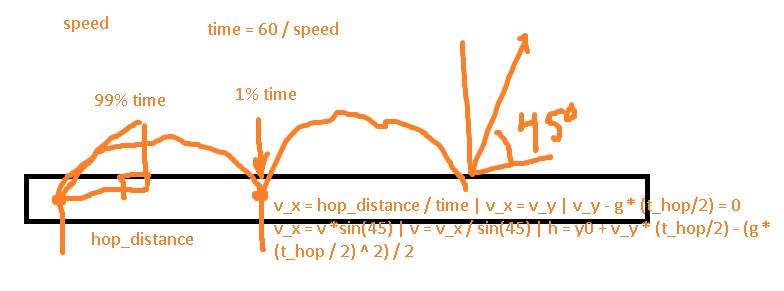 speed
time = 60 / speed
99% time
1% time
45°
v_x = hop_distance / time | v_x = v_y | v_y - g * (t_hop/2) = 0
hop_distance
v_x = v *sin(45) | v = v_x / sin(45) | h = y0 + v_y * (t_hop/2) - (g *
(t_hop / 2) ^ 2) / 2